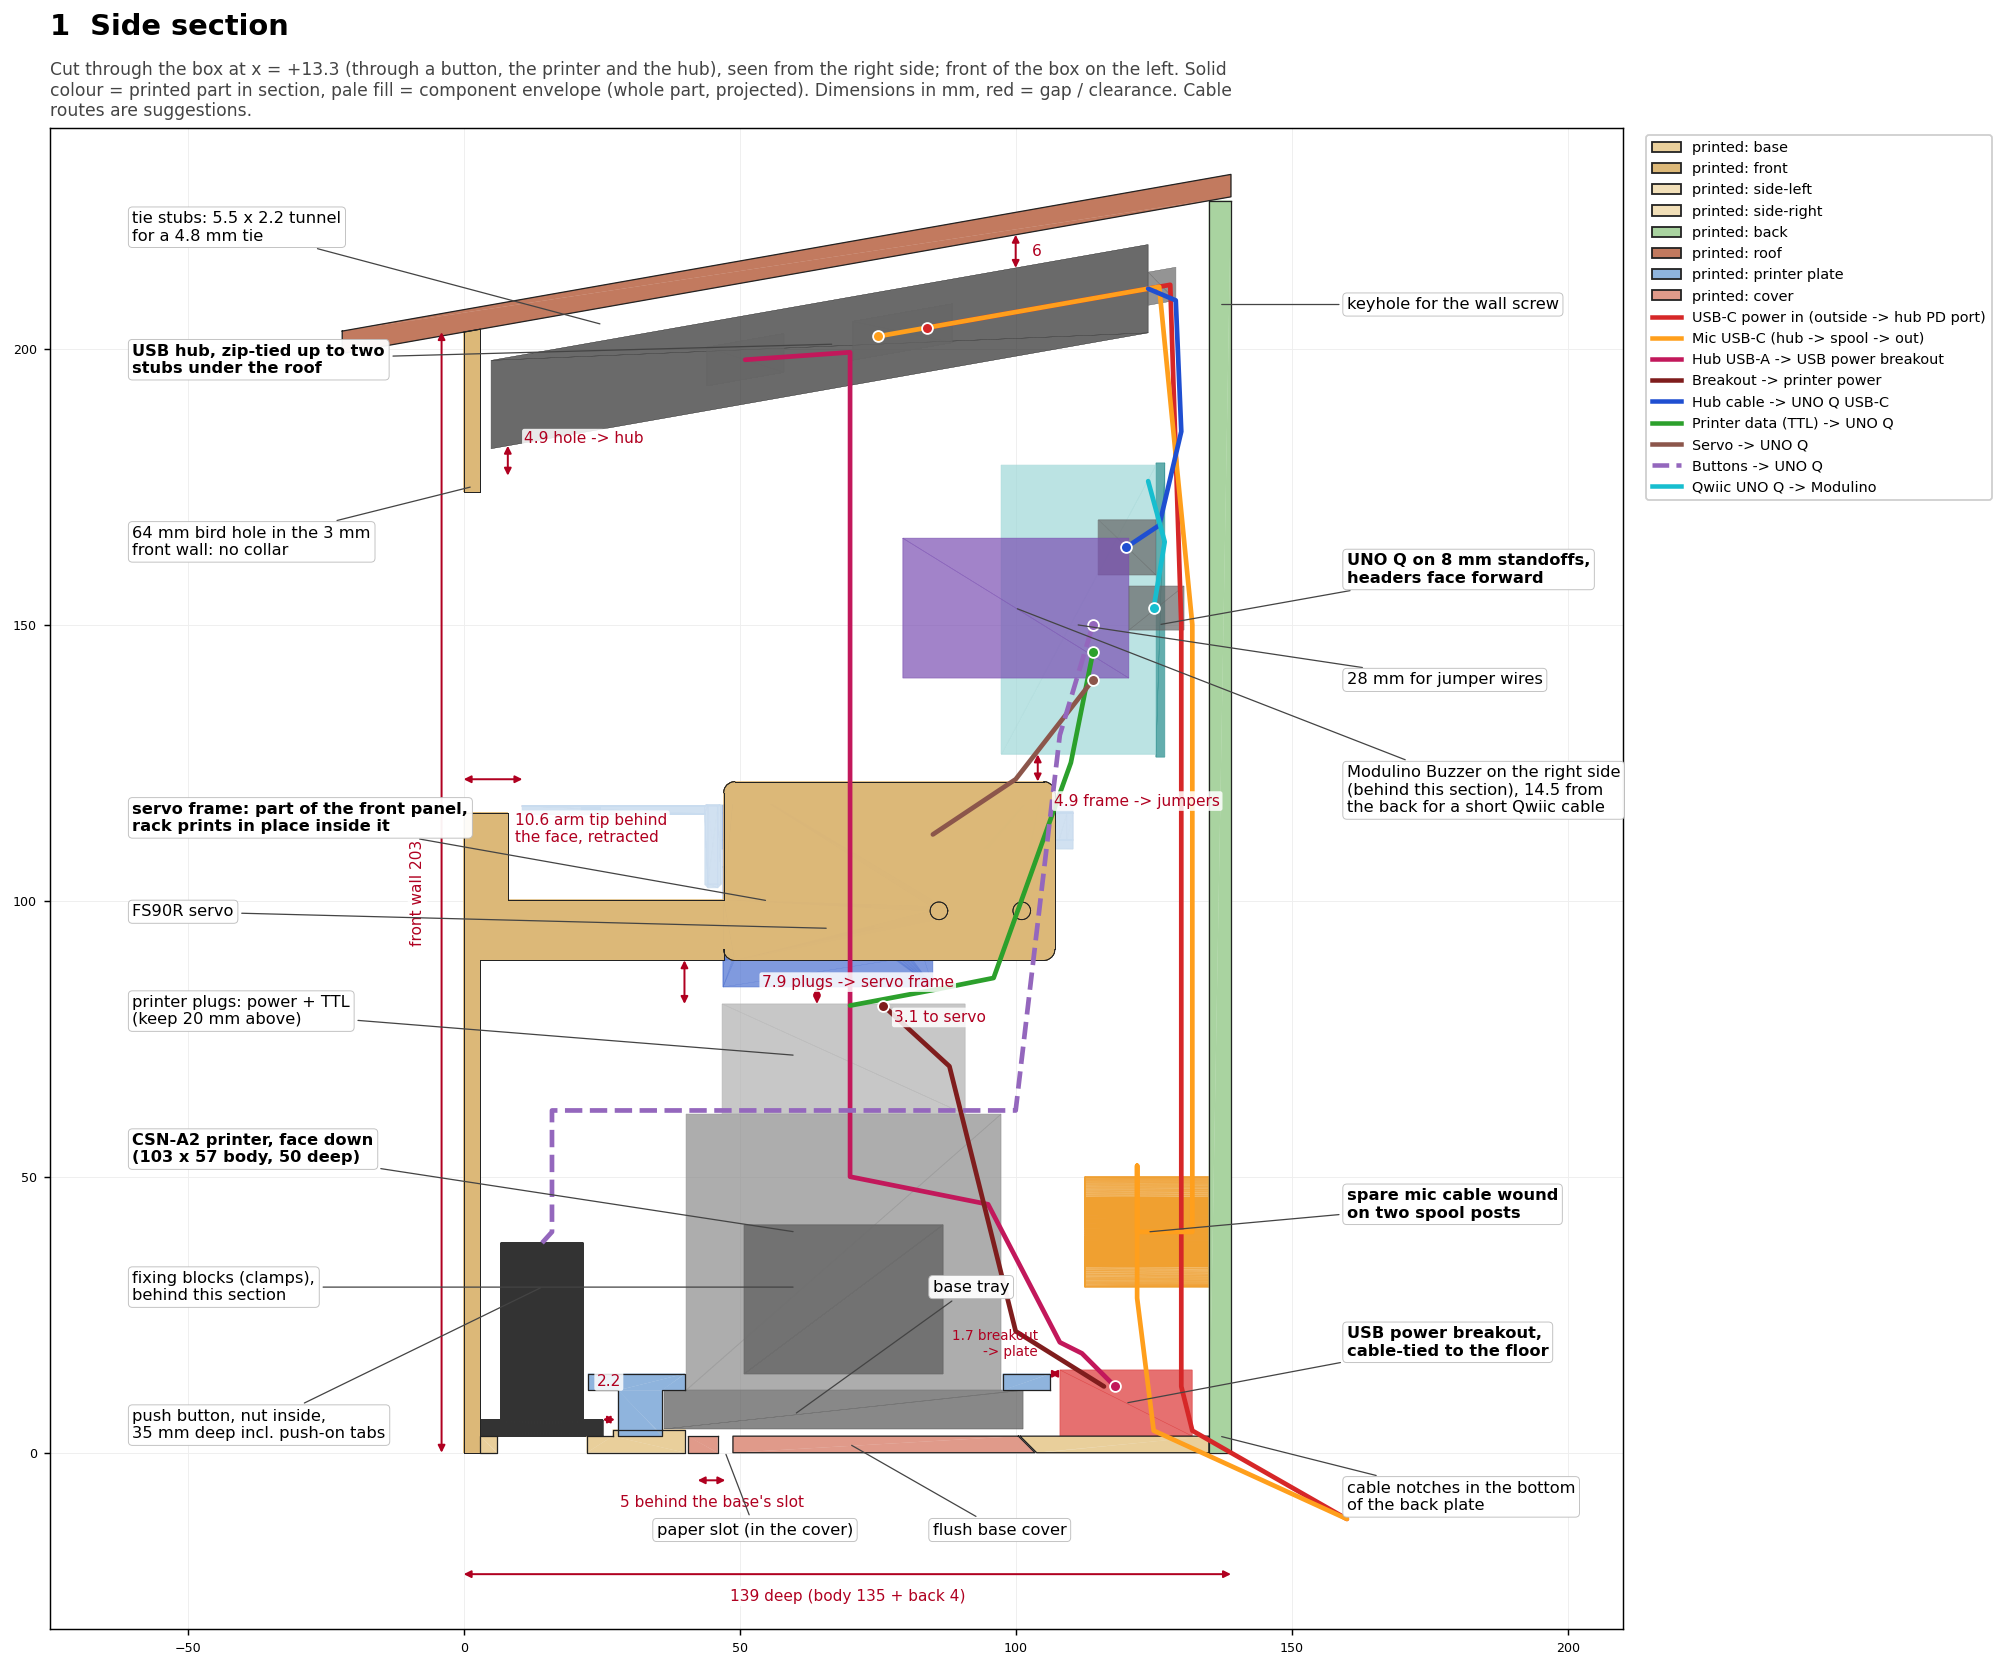 1  Side section
Cut through the box at x = +13.3 (through a button, the printer and the hub), seen from the right side; front of the box on the left. Solid
colour = printed part in section, pale fill = component envelope (whole part, projected). Dimensions in mm, red = gap / clearance. Cable
routes are suggestions.
printed: base
printed: front
printed: side-left
printed: side-right
printed: back
printed: roof
printed: printer plate
printed: cover
USB-C power in (outside -> hub PD port)
Mic USB-C (hub -> spool -> out)
Hub USB-A -> USB power breakout
Breakout -> printer power
Hub cable -> UNO Q USB-C
Printer data (TTL) -> UNO Q
Servo -> UNO Q
Buttons -> UNO Q
Qwiic UNO Q -> Modulino
tie stubs: 5.5 x 2.2 tunnel
for a 4.8 mm tie
6
keyhole for the wall screw
USB hub, zip-tied up to two
stubs under the roof
4.9 hole -> hub
64 mm bird hole in the 3 mm
front wall: no collar
UNO Q on 8 mm standoffs,
headers face forward
28 mm for jumper wires
Modulino Buzzer on the right side
(behind this section), 14.5 from
the back for a short Qwiic cable
servo frame: part of the front panel,
rack prints in place inside it
10.6 arm tip behind
the face, retracted
4.9 frame -> jumpers
front wall 203
FS90R servo
7.9 plugs -> servo frame
3.1 to servo
printer plugs: power + TTL
(keep 20 mm above)
CSN-A2 printer, face down
(103 x 57 body, 50 deep)
spare mic cable wound
on two spool posts
fixing blocks (clamps),
behind this section
base tray
1.7 breakout
-> plate
USB power breakout,
cable-tied to the floor
2.2
push button, nut inside,
35 mm deep incl. push-on tabs
5 behind the base's slot
paper slot (in the cover)
flush base cover
cable notches in the bottom
of the back plate
139 deep (body 135 + back 4)
200
150
100
50
0
−50
0
50
100
150
200